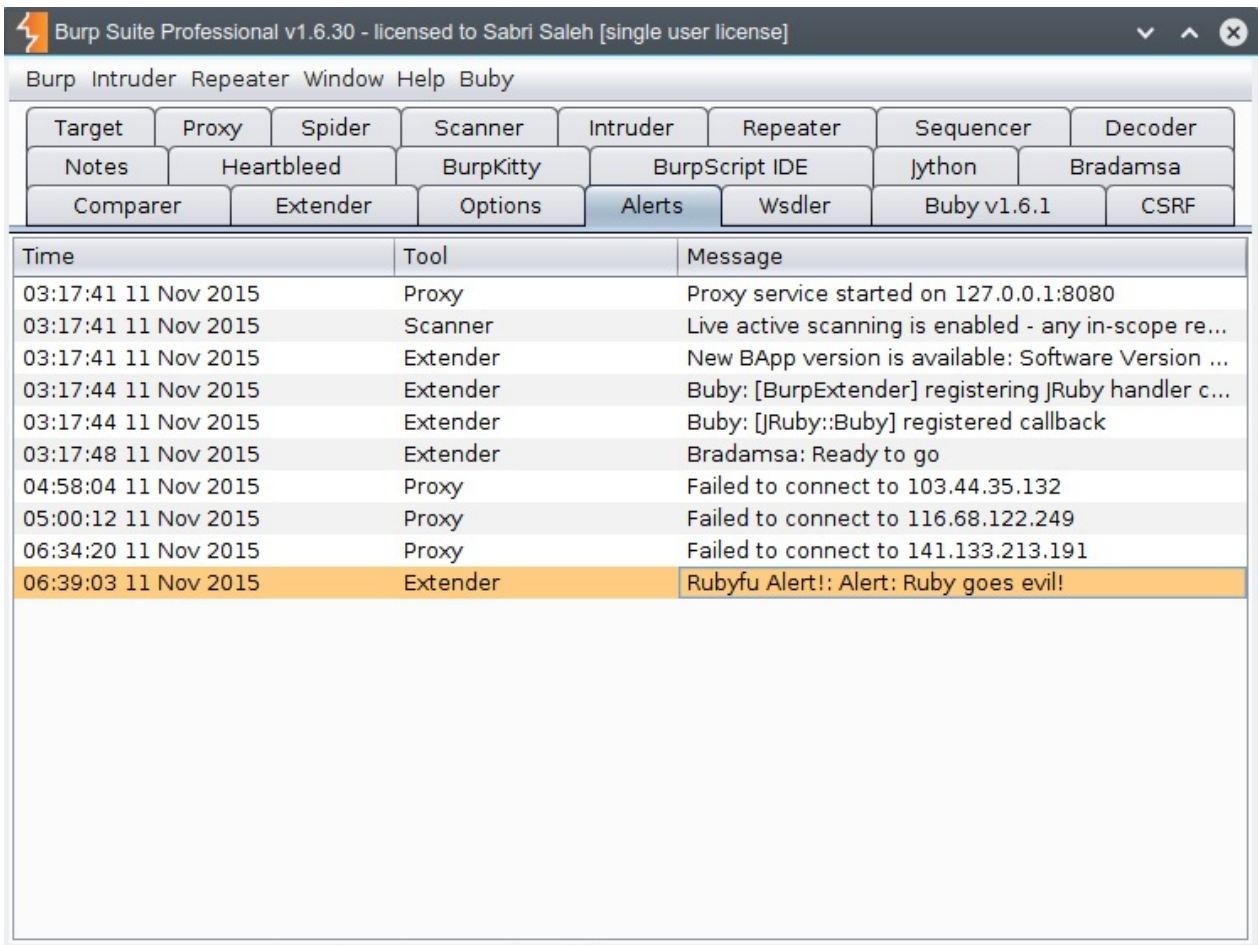 Burp Suite Professional v1.6.30 - licensed to Sabri Saleh [single user license]
Burp Intruder Repeater Window Help Buby
Target Proxy Spider Scanner Intruder Repeater Sequencer Decoder
Notes Heartbleed BurpKitty BurpScript IDE Jython Bradamsa
Comparer Extender Options Alerts Wsdler Buby v1.6.1 CSRF
Time Tool Message
03:17:41 11 Nov 2015 Proxy Proxy service started on 127.0.0.1:8080
03:17:41 11 Nov 2015 Scanner Live active scanning is enabled - any in-scope re...
03:17:41 11 Nov 2015 Extender New BApp version is available: Software Version ...
03:17:44 11 Nov 2015 Extender Buby: [BurpExtender] registering JRuby handler c...
03:17:44 11 Nov 2015 Extender Buby: [JRuby::Buby] registered callback
03:17:48 11 Nov 2015 Extender Bradamsa: Ready to go
04:58:04 11 Nov 2015 Proxy Failed to connect to 103.44.35.132
05:00:12 11 Nov 2015 Proxy Failed to connect to 116.68.122.249
06:34:20 11 Nov 2015 Proxy Failed to connect to 141.133.213.191
06:39:03 11 Nov 2015 Extender Rubyfu Alert!: Alert: Ruby goes evil!